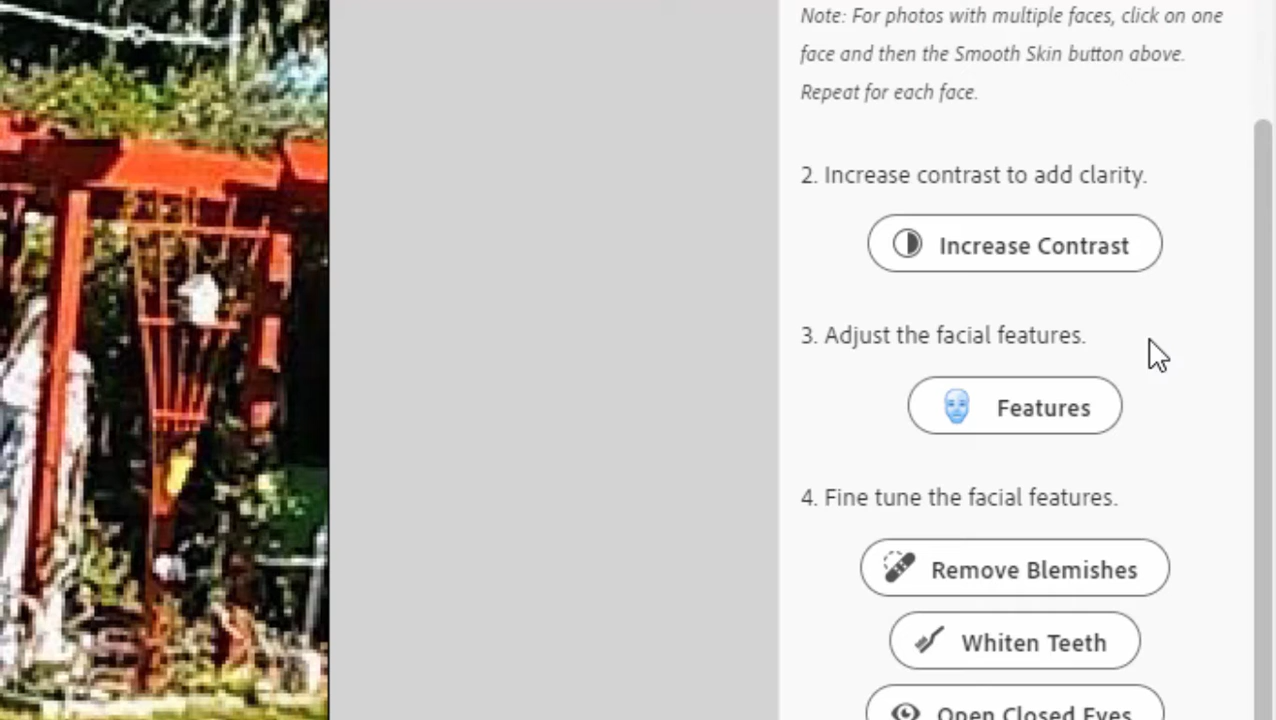 Note: For photos with multiple faces, click on one
face and then the Smooth Skin button above.
Repeat for each face.
2. Increase contrast to add clarity.
Increase Contrast
3. Adjust the facial features.
Features
4. Fine tune the facial features.
Remove Blemishes
Whiten Teeth
Open Closed Eyes